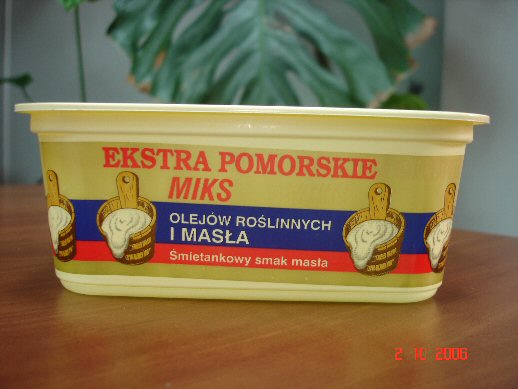 EKSTRA POMORSKIE
MIKS
OLEJÓW ROŚLINNYCH
I MASŁA
Śmietankowy smak masła
2 10 2006